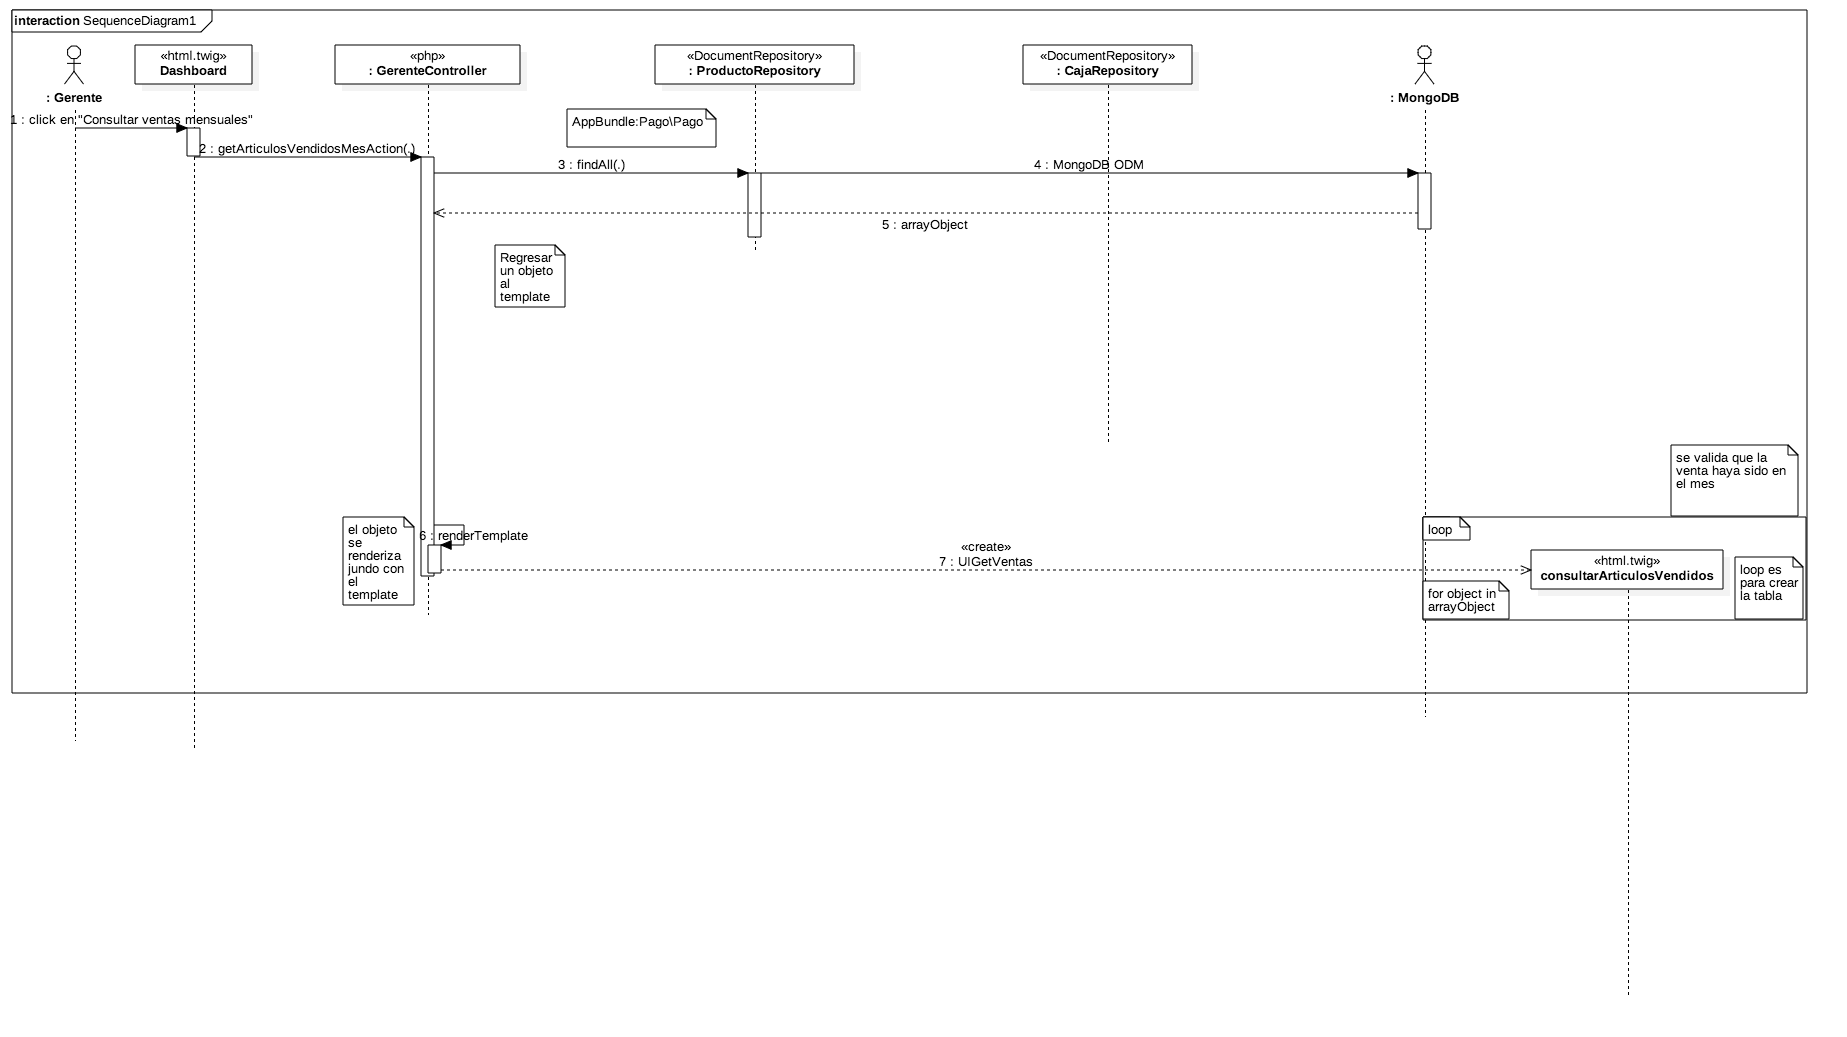 interaction SequenceDiagram1
: Gerente
«html.twig»
Dashboard
«php»
: GerenteController
«DocumentRepository»
: ProductoRepository
«DocumentRepository»
: CajaRepository
: MongoDB
1 : click en "Consultar ventas mensuales"
AppBundle:Pago\Pago
2 : getArticulosVendidosMesAction(.)
3 : findAll(.)
4 : MongoDB ODM
5 : arrayObject
Regresar
un objeto
al
template
se valida que la
venta haya sido en
el mes
el objeto
se
renderiza
jundo con
el
template
6 : renderTemplate
loop
«create»
7 : UIGetVentas
«html.twig»
consultarArticulosVendidos
loop es
para crear
la tabla
for object in
arrayObject